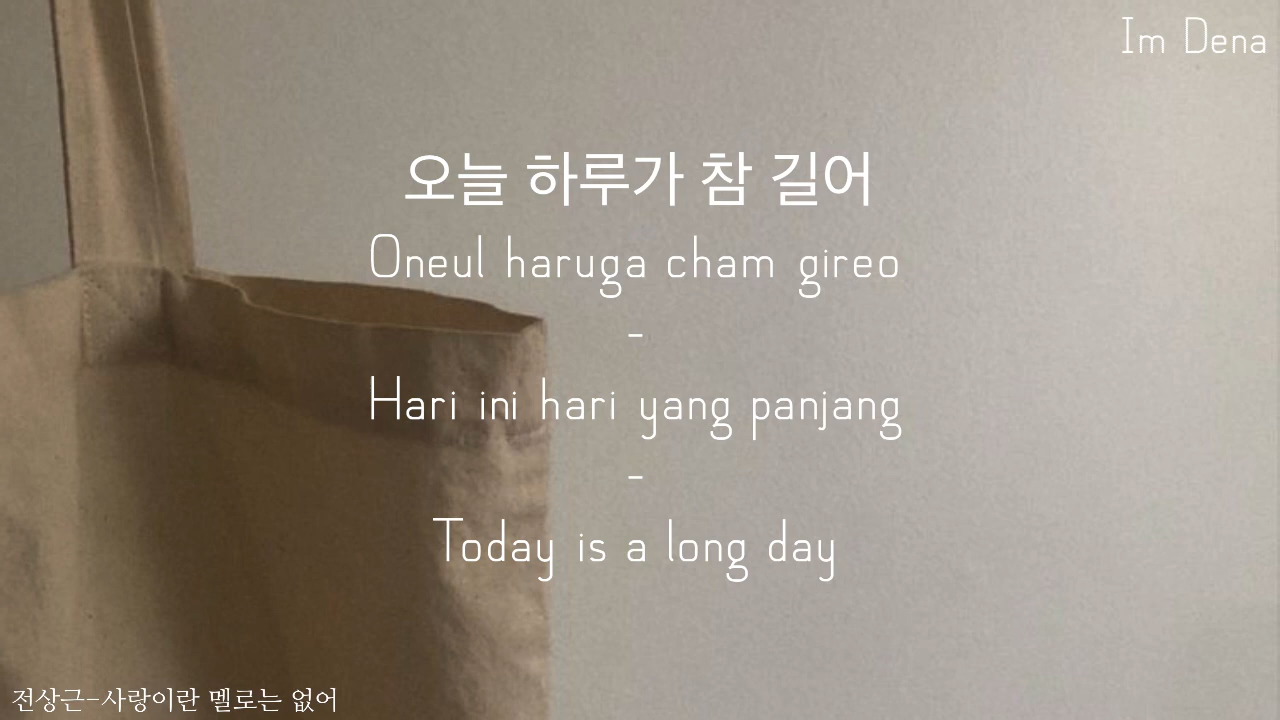 Im Dena
오늘 하루가 참 길어
Oneul haruga cham gireo
-
Hari ini hari yang panjang
-
Today is a long day
전상근-사랑이란 멜로는 없어